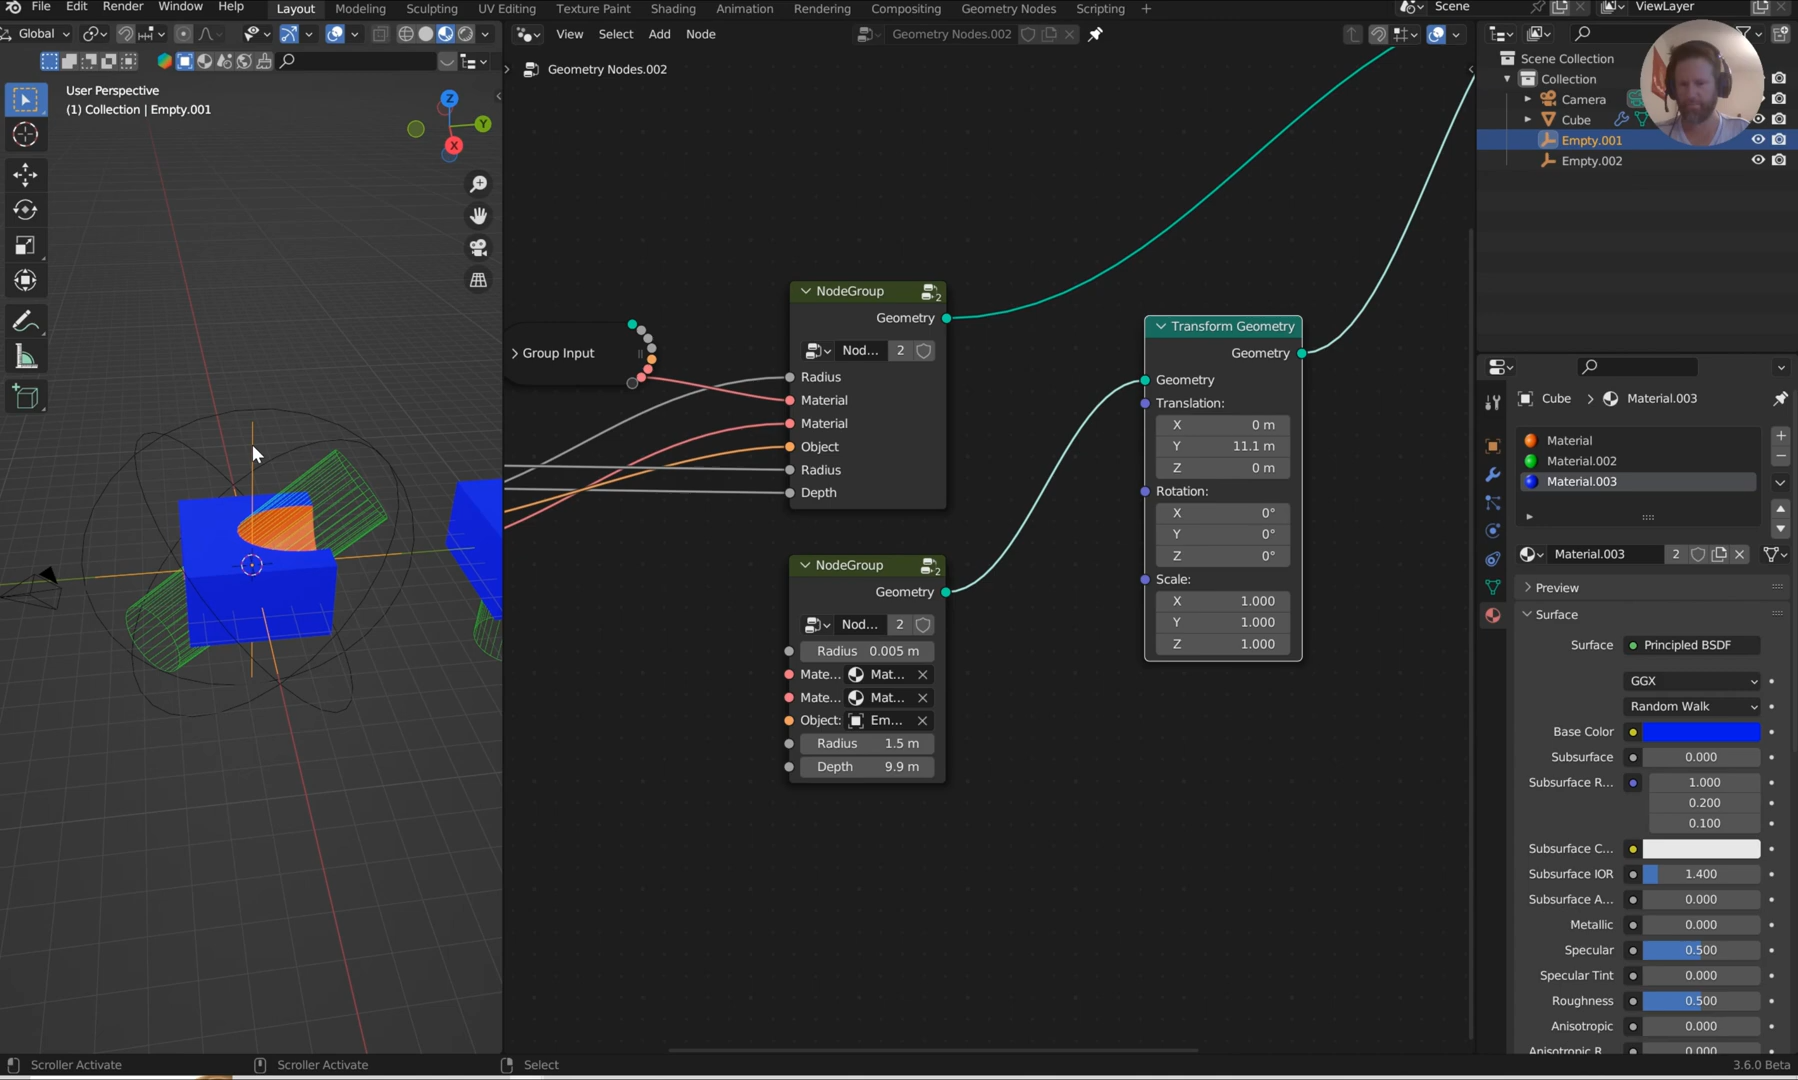 File Edit Render Window Help Layout Modeling Sculpting UV Editing Texture Paint Shading Animation Rendering Compositing Geometry Nodes Scripting + Scene ViewLayer
Global View Select Add Node Geometry Nodes.002
Geometry Nodes.002
User Perspective
(1) Collection | Empty.001
Z
Y
X
Scene Collection
Collection
Camera
Cube
Empty.001
Empty.002
Group Input
NodeGroup 2
Geometry
Nod... 2
Radius
Material
Material
Object
Radius
Depth
NodeGroup 2
Geometry
Nod... 2
Radius 0.005 m
Mate... Mat...
Mate... Mat...
Object: Em...
Radius 1.5 m
Depth 9.9 m
Transform Geometry
Geometry
Geometry
Translation:
X 0 m
Y 11.1 m
Z 0 m
Rotation:
X 0°
Y 0°
Z 0°
Scale:
X 1.000
Y 1.000
Z 1.000
Cube Material.003
Material
Material.002
Material.003
Material.003 2
Preview
Surface
Surface Principled BSDF
GGX
Random Walk
Base Color
Subsurface 0.000
Subsurface R... 1.000
0.200
0.100
Subsurface C...
Subsurface IOR 1.400
Subsurface A... 0.000
Metallic 0.000
Specular 0.500
Specular Tint 0.000
Roughness 0.500
Anisotropic 0.000
Anisotropic R... 0.000
Scroller Activate Scroller Activate Select 3.6.0 Beta